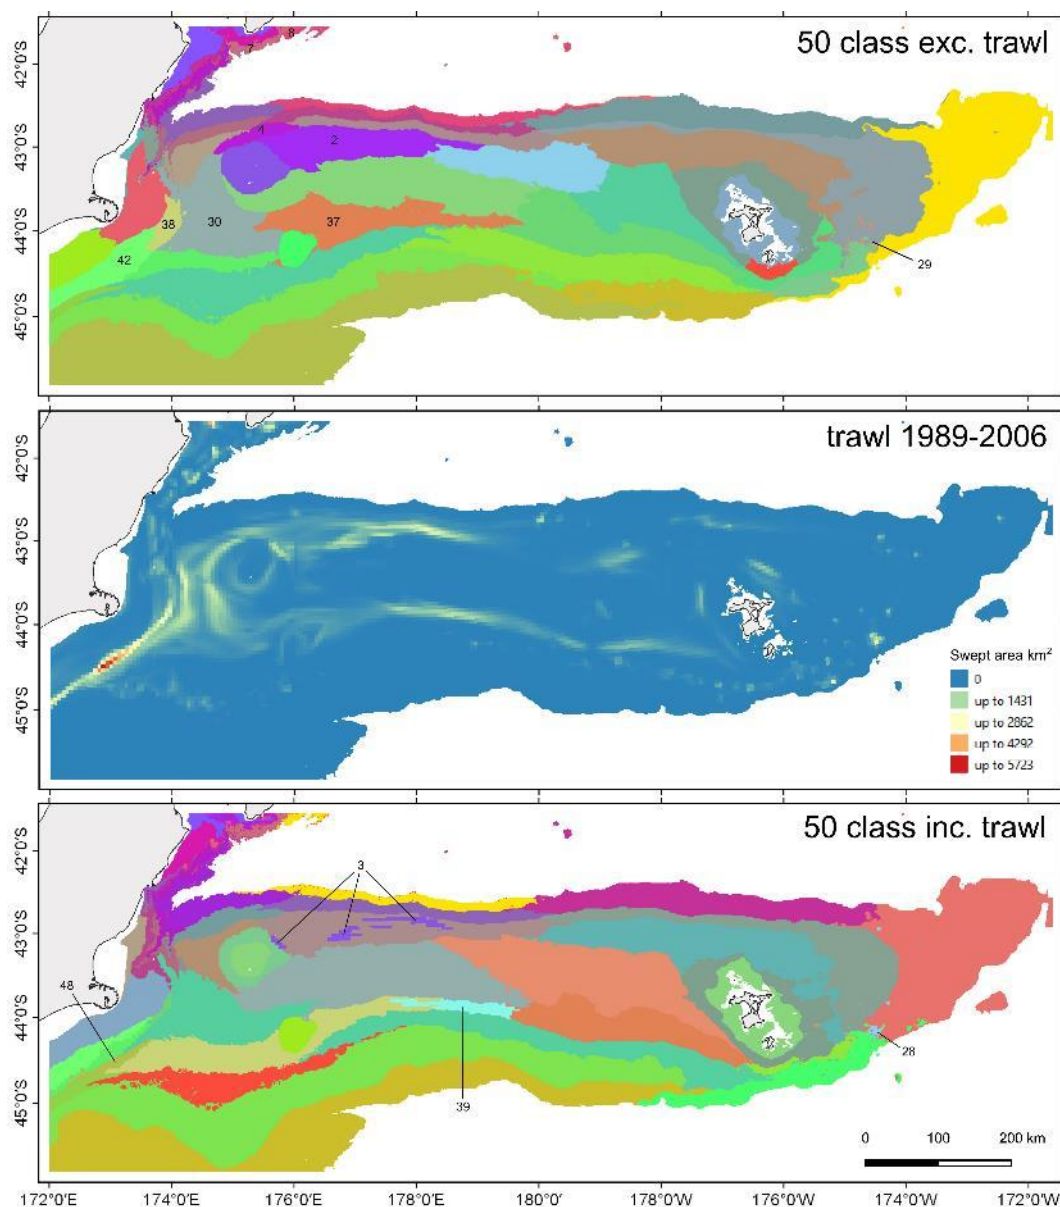 50 class exc. trawl
42°0'S
43°0'S
44°0'S
45°0'S
7
8
4
2
38
30
37
42
29
trawl 1989-2006
42°0'S
43°0'S
44°0'S
45°0'S
Swept area km²
0
up to 1431
up to 2862
up to 4292
up to 5723
50 class inc. trawl
42°0'S
43°0'S
44°0'S
45°0'S
3
48
28
39
0 100 200 km
172°0'E 174°0'E 176°0'E 178°0'E 180°0' 178°0'W 176°0'W 174°0'W 172°0'W